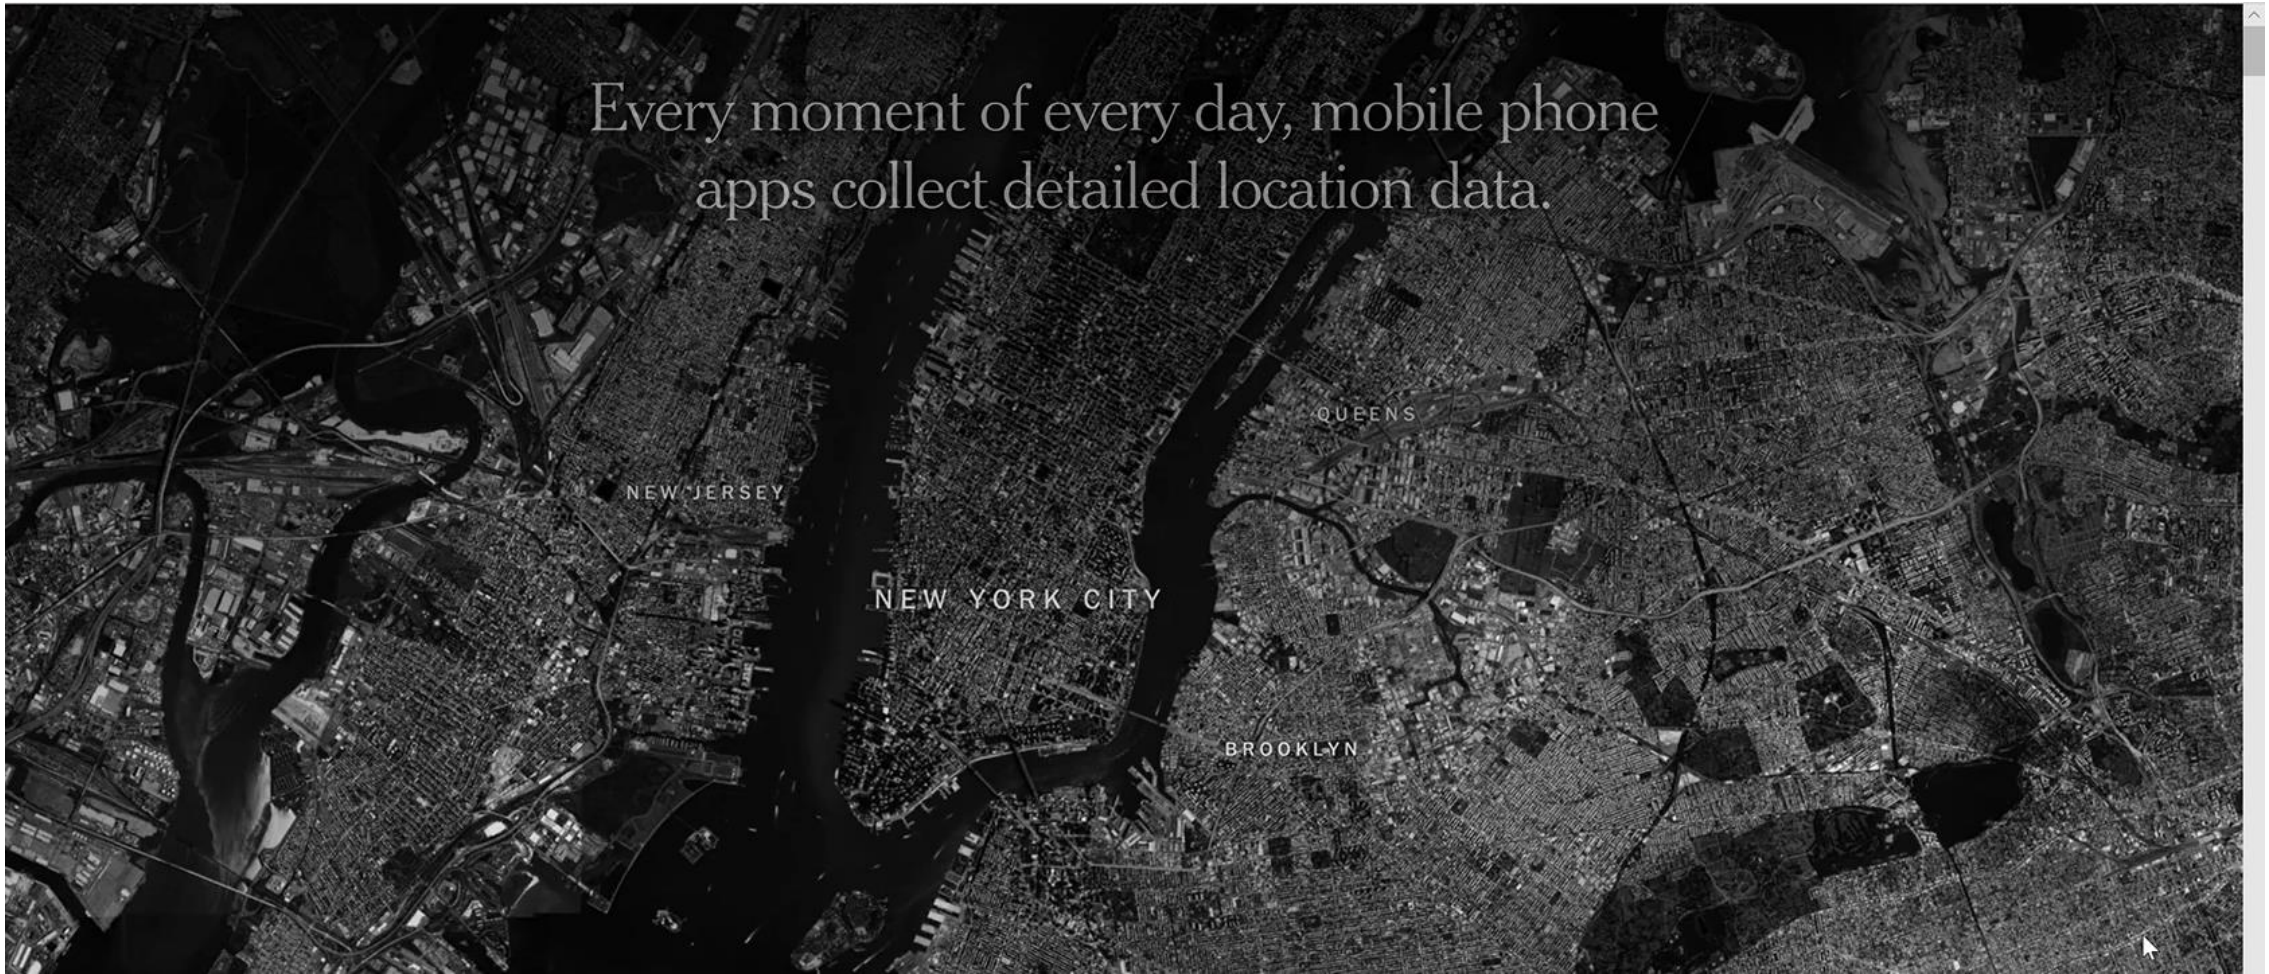 Every moment of every day, mobile phone
apps collect detailed location data.
QUEENS
NEW JERSEY
NEW YORK CITY
BROOKLYN